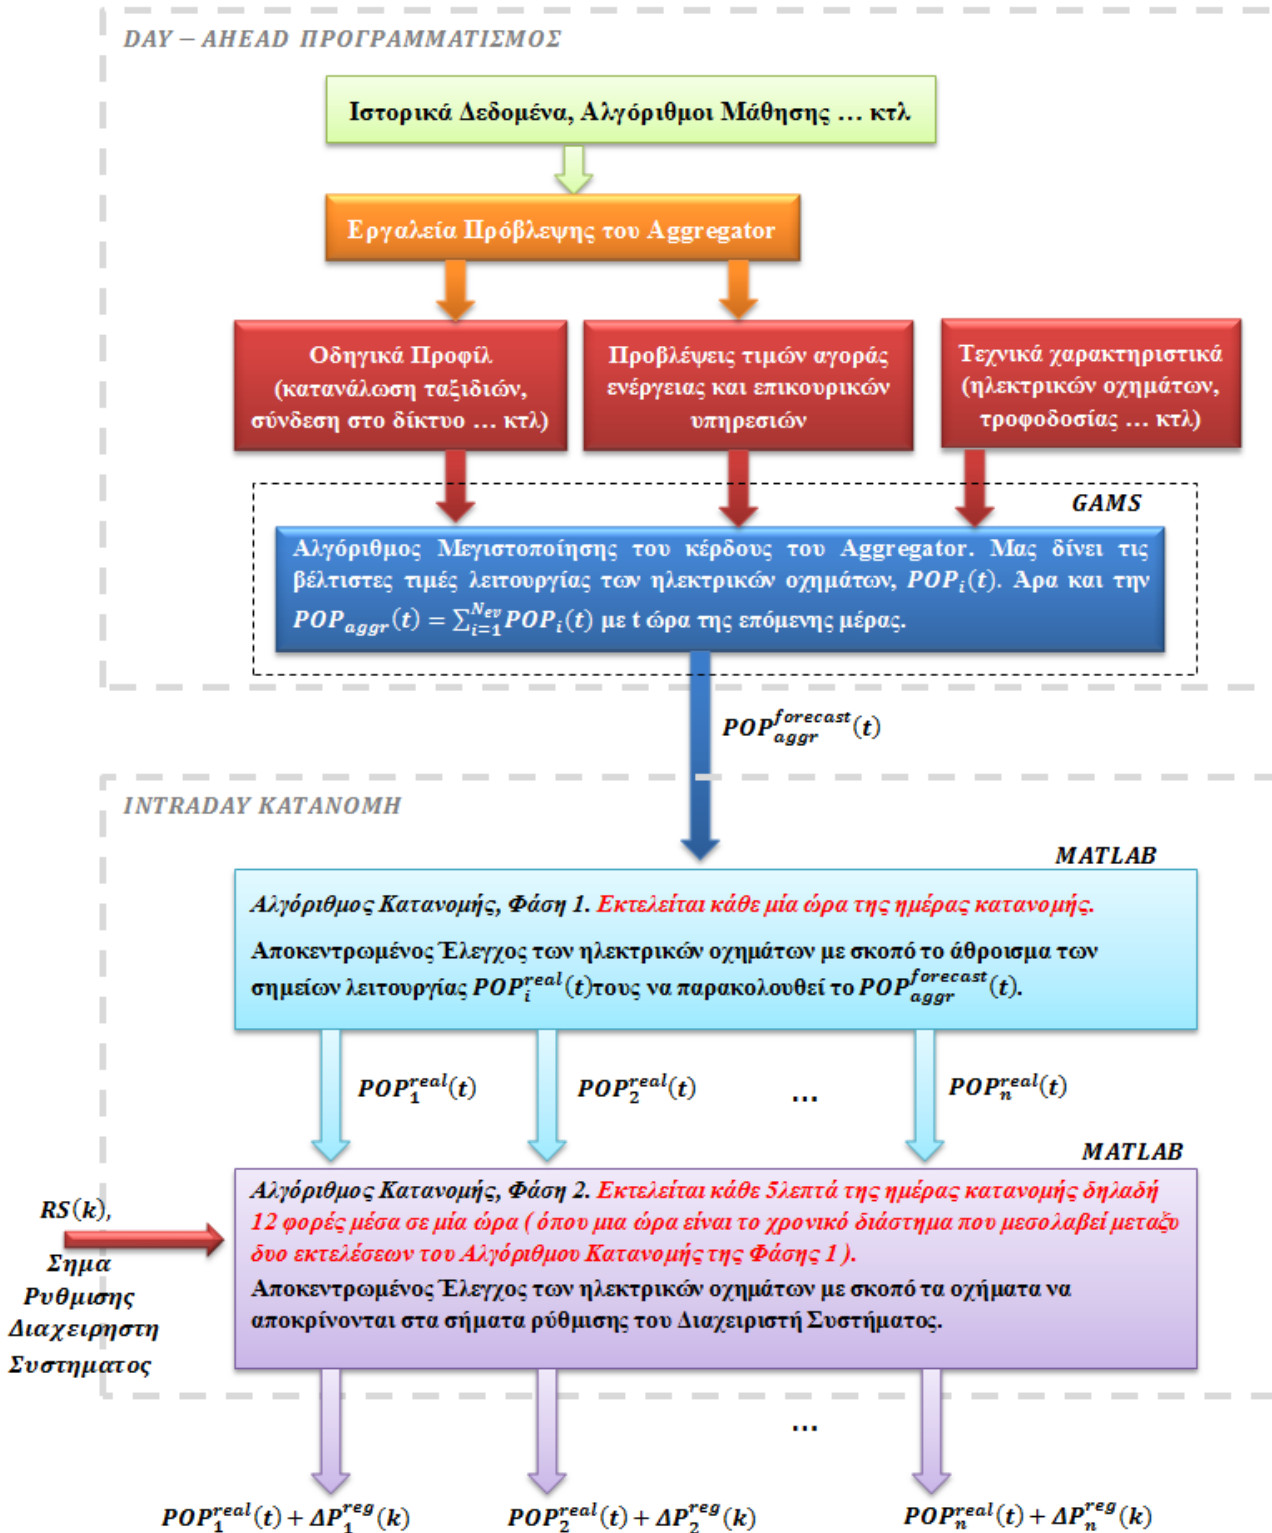 DAY – AHEAD ΠΡΟΓΡΑΜΜΑΤΙΣΜΟΣ
Ιστορικά Δεδομένα, Αλγόριθμοι Μάθησης … κτλ
Εργαλεία Πρόβλεψης του Aggregator
Οδηγικά Προφίλ
(κατανάλωση ταξιδιών,
σύνδεση στο δίκτυο … κτλ)
Προβλέψεις τιμών αγοράς
ενέργειας και επικουρικών
υπηρεσιών
Τεχνικά χαρακτηριστικά
(ηλεκτρικών οχημάτων,
τροφοδοσίας … κτλ)
GAMS
Αλγόριθμος Μεγιστοποίησης του κέρδους του Aggregator. Μας δίνει τις
βέλτιστες τιμές λειτουργίας των ηλεκτρικών οχημάτων, POP_i(t). Άρα και την
POP_aggr(t) = ∑_{i=1}^{N_ev} POP_i(t) με t ώρα της επόμενης μέρας.
POP_aggr^forecast(t)
INTRADAY ΚΑΤΑΝΟΜΗ
MATLAB
Αλγόριθμος Κατανομής, Φάση 1. Εκτελείται κάθε μία ώρα της ημέρας κατανομής.
Αποκεντρωμένος Έλεγχος των ηλεκτρικών οχημάτων με σκοπό το άθροισμα των
σημείων λειτουργίας POP_i^real(t)τους να παρακολουθεί το POP_aggr^forecast(t).
POP_1^real(t)
POP_2^real(t)
…
POP_n^real(t)
MATLAB
Αλγόριθμος Κατανομής, Φάση 2. Εκτελείται κάθε 5λεπτά της ημέρας κατανομής δηλαδή
12 φορές μέσα σε μία ώρα ( όπου μια ώρα είναι το χρονικό διάστημα που μεσολαβεί μεταξυ
δυο εκτελέσεων του Αλγόριθμου Κατανομής της Φάσης 1 ).
Αποκεντρωμένος Έλεγχος των ηλεκτρικών οχημάτων με σκοπό τα οχήματα να
αποκρίνονται στα σήματα ρύθμισης του Διαχειριστή Συστήματος.
RS(k),
Σημα
Ρυθμισης
Διαχειρηστη
Συστηματος
…
POP_1^real(t) + ΔP_1^reg(k)
POP_2^real(t) + ΔP_2^reg(k)
POP_n^real(t) + ΔP_n^reg(k)